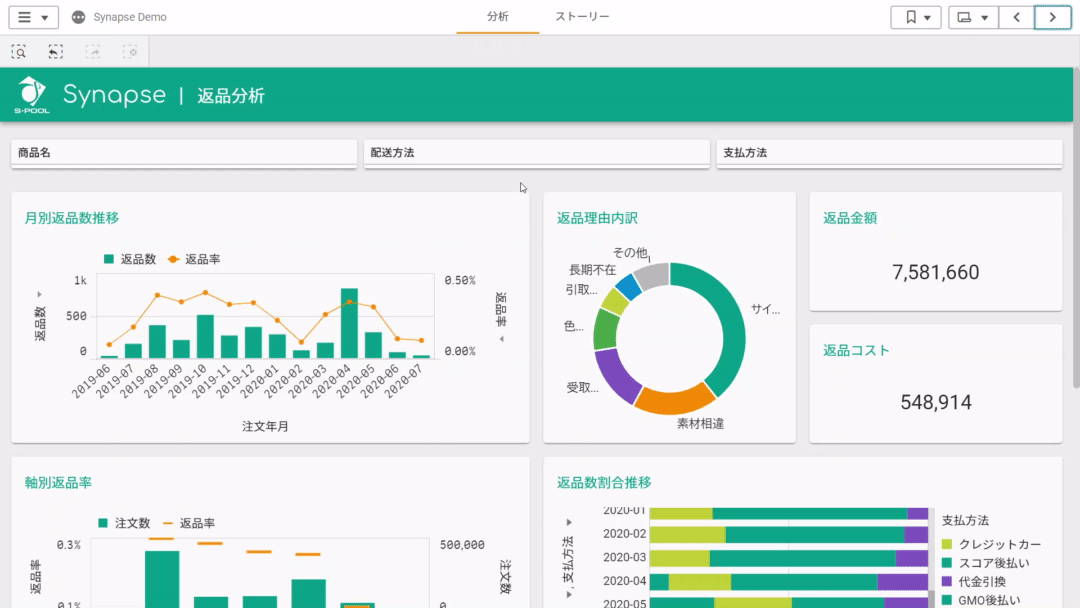 Synapse Demo
分析
ストーリー
S-POOL
Synapse | 返品分析
商品名
配送方法
支払方法
月別返品数推移
返品数 返品率
1k
500
0
返品数
0.50%
0.00%
返品率
2019-06
2019-07
2019-08
2019-09
2019-10
2019-11
2019-12
2020-01
2020-02
2020-03
2020-04
2020-05
2020-06
2020-07
注文年月
返品理由内訳
その他
長期不在
引取...
色...
受取...
素材相違
サイ...
返品金額
7,581,660
返品コスト
548,914
軸別返品率
注文数 返品率
0.3%
0.1%
返品率
500,000
0
注文数
返品数割合推移
支払方法
2020-01
2020-02
2020-03
2020-04
2020-05
支払方法
クレジットカー
スコア後払い
代金引換
GMO後払い